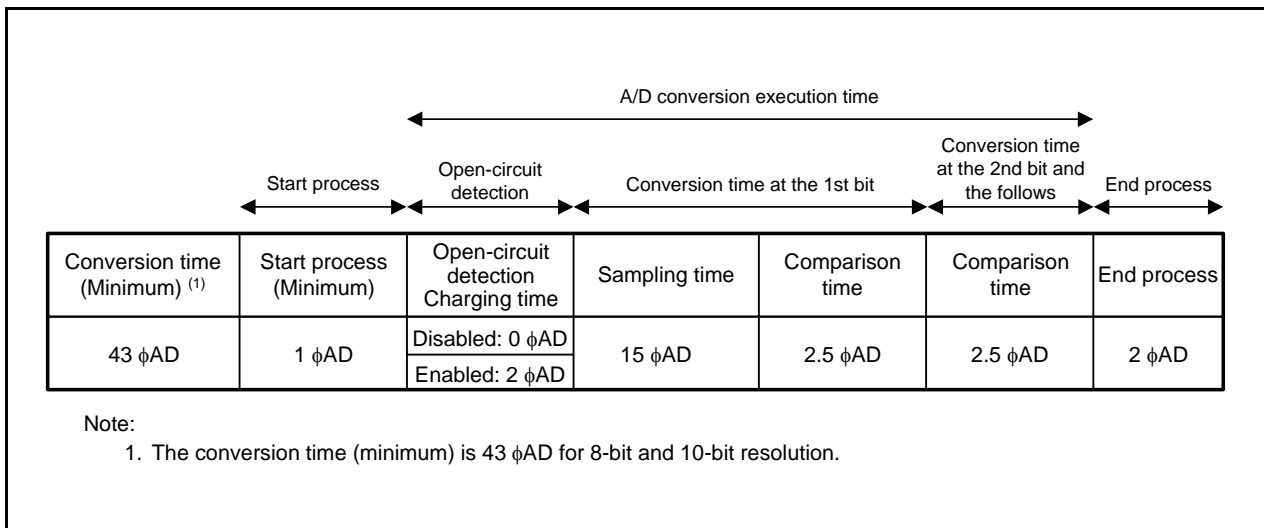 A/D conversion execution time
Start process
Open-circuit
detection
Conversion time at the 1st bit
Conversion time
at the 2nd bit and
the follows
End process
Conversion time
(Minimum) (1)
Start process
(Minimum)
Open-circuit
detection
Charging time
Sampling time
Comparison
time
Comparison
time
End process
43 ϕAD
1 ϕAD
Disabled: 0 ϕAD
Enabled: 2 ϕAD
15 ϕAD
2.5 ϕAD
2.5 ϕAD
2 ϕAD
Note:
1. The conversion time (minimum) is 43 ϕAD for 8-bit and 10-bit resolution.